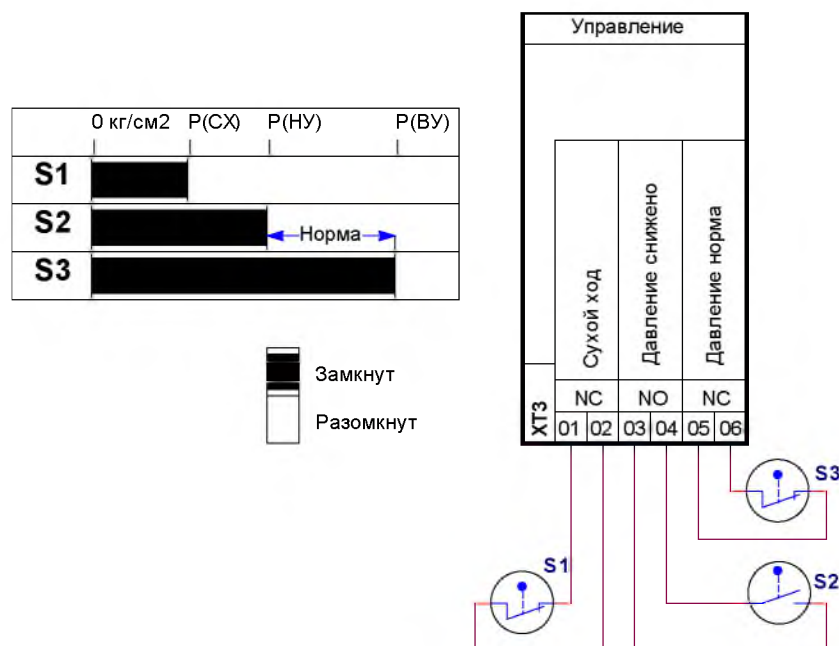 0 кг/см2 Р(СХ) Р(НУ) Р(ВУ)
S1
S2
Норма
S3
Замкнут
Разомкнут
Управление
Сухой ход
Давление снижено
Давление норма
XT3
NC NO NC
01 02 03 04 05 06
S3
S1
S2